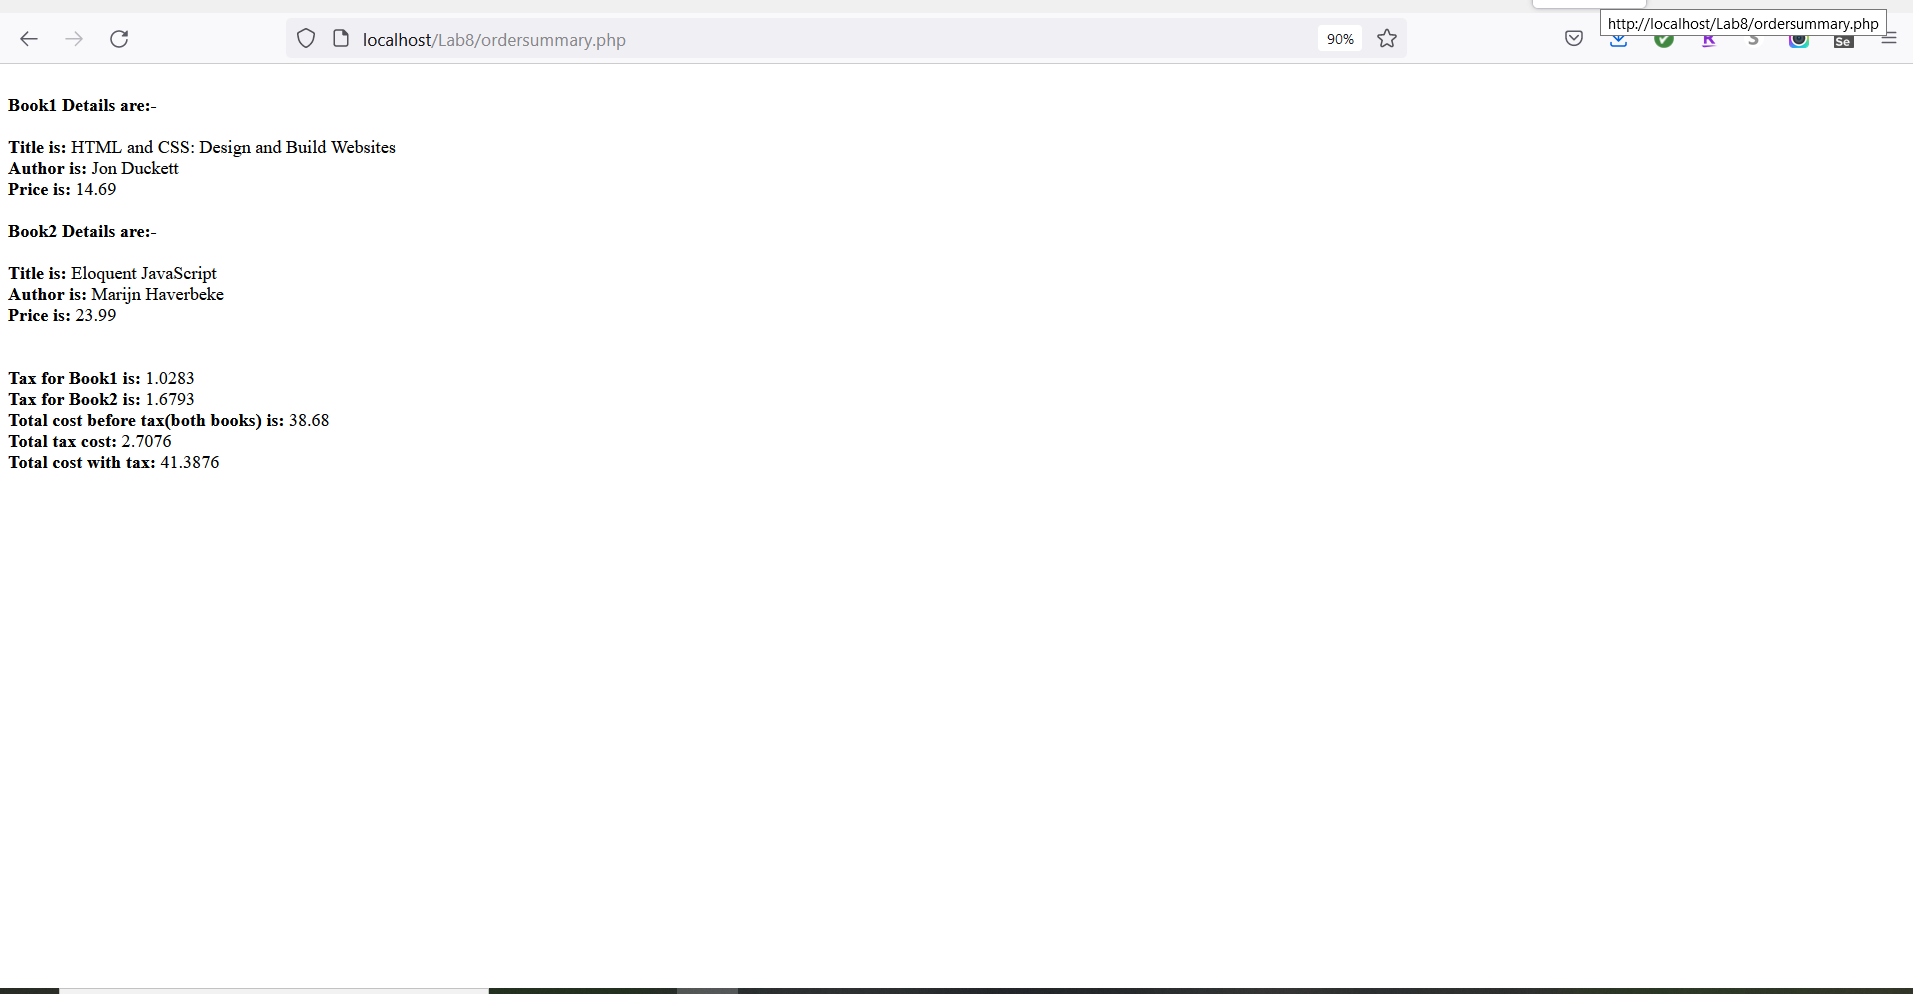 http://localhost/Lab8/ordersummary.php
localhost/Lab8/ordersummary.php
90%
Se
Book1 Details are:-
Title is: HTML and CSS: Design and Build Websites
Author is: Jon Duckett
Price is: 14.69
Book2 Details are:-
Title is: Eloquent JavaScript
Author is: Marijn Haverbeke
Price is: 23.99
Tax for Book1 is: 1.0283
Tax for Book2 is: 1.6793
Total cost before tax(both books) is: 38.68
Total tax cost: 2.7076
Total cost with tax: 41.3876